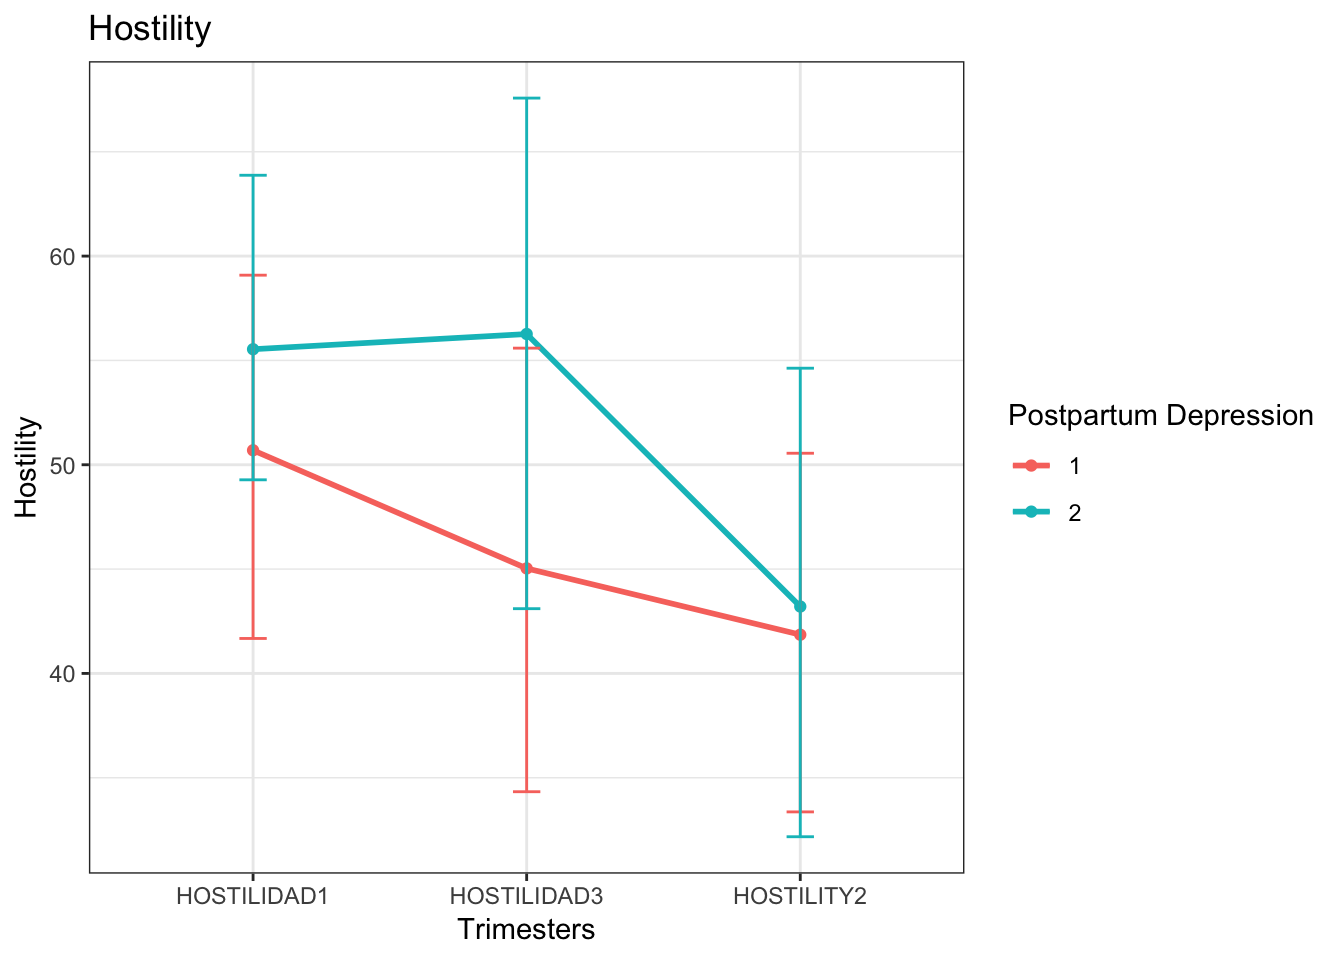 Hostility
Hostility
60
50
40
HOSTILIDAD1
HOSTILIDAD3
HOSTILITY2
Trimesters
Postpartum Depression
1
2